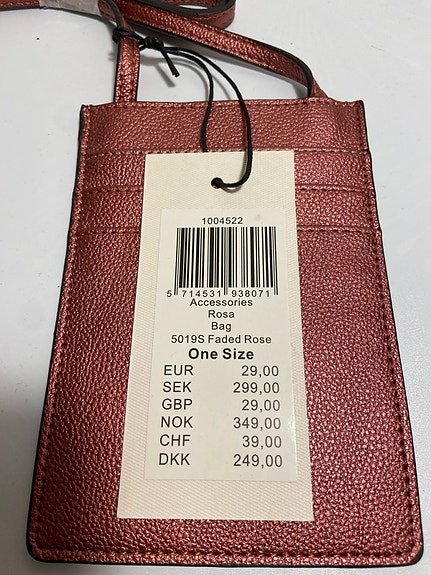 1004522
5 714531 938071
Accessories
Rosa
Bag
5019S Faded Rose
One Size
EUR 29,00
SEK 299,00
GBP 29,00
NOK 349,00
CHF 39,00
DKK 249,00